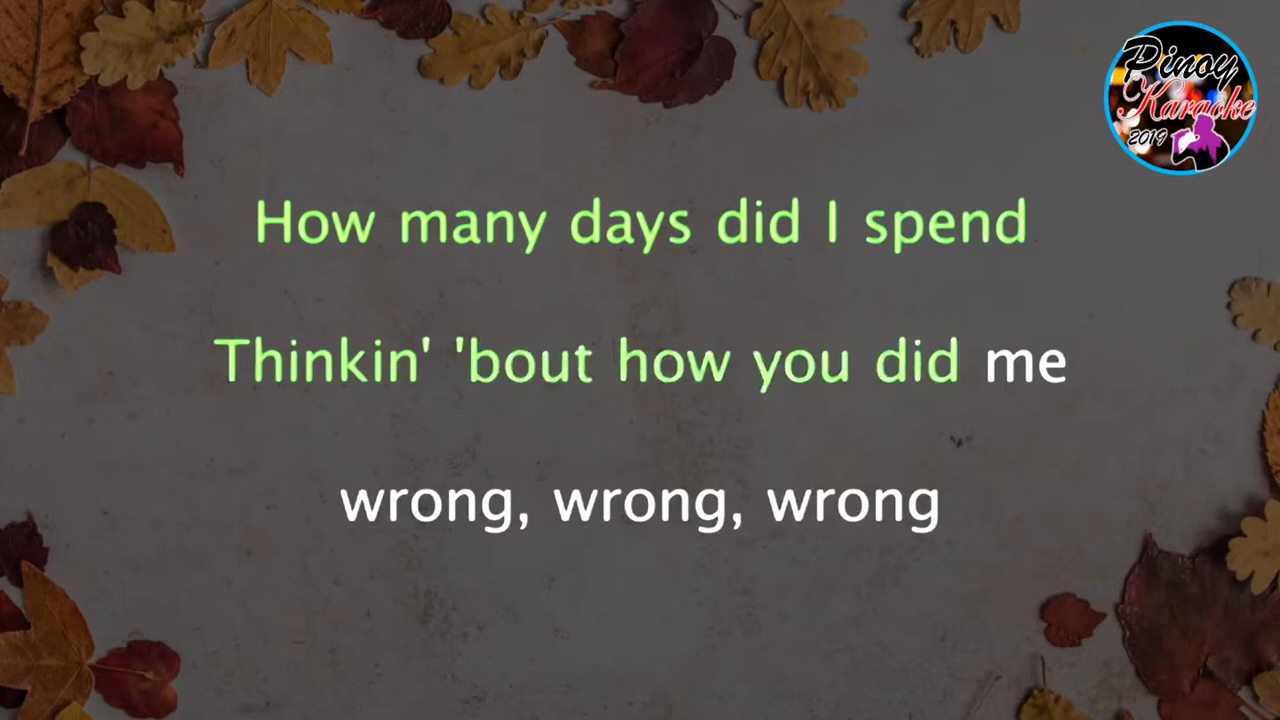 Pinoy
Karaoke
2019
How many days did I spend
Thinkin' 'bout how you did me
wrong, wrong, wrong